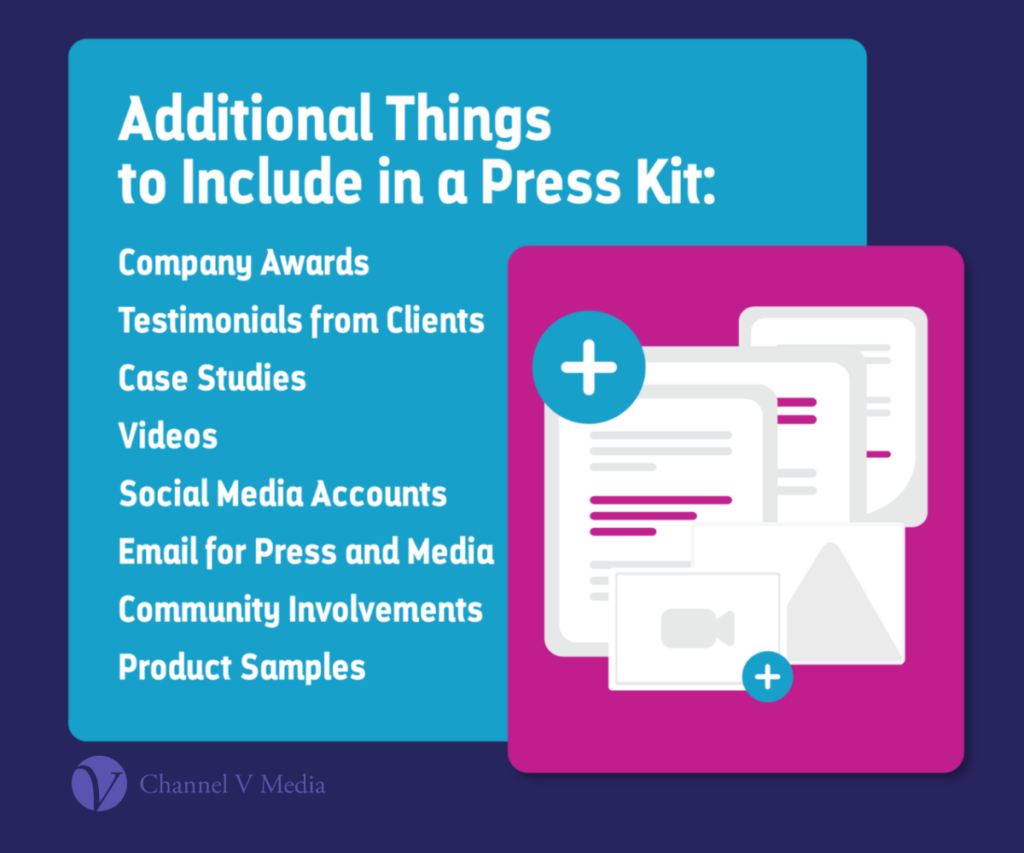 Additional Things
to Include in a Press Kit:
Company Awards
Testimonials from Clients
Case Studies
Videos
Social Media Accounts
Email for Press and Media
Community Involvements
Product Samples
V Channel V Media